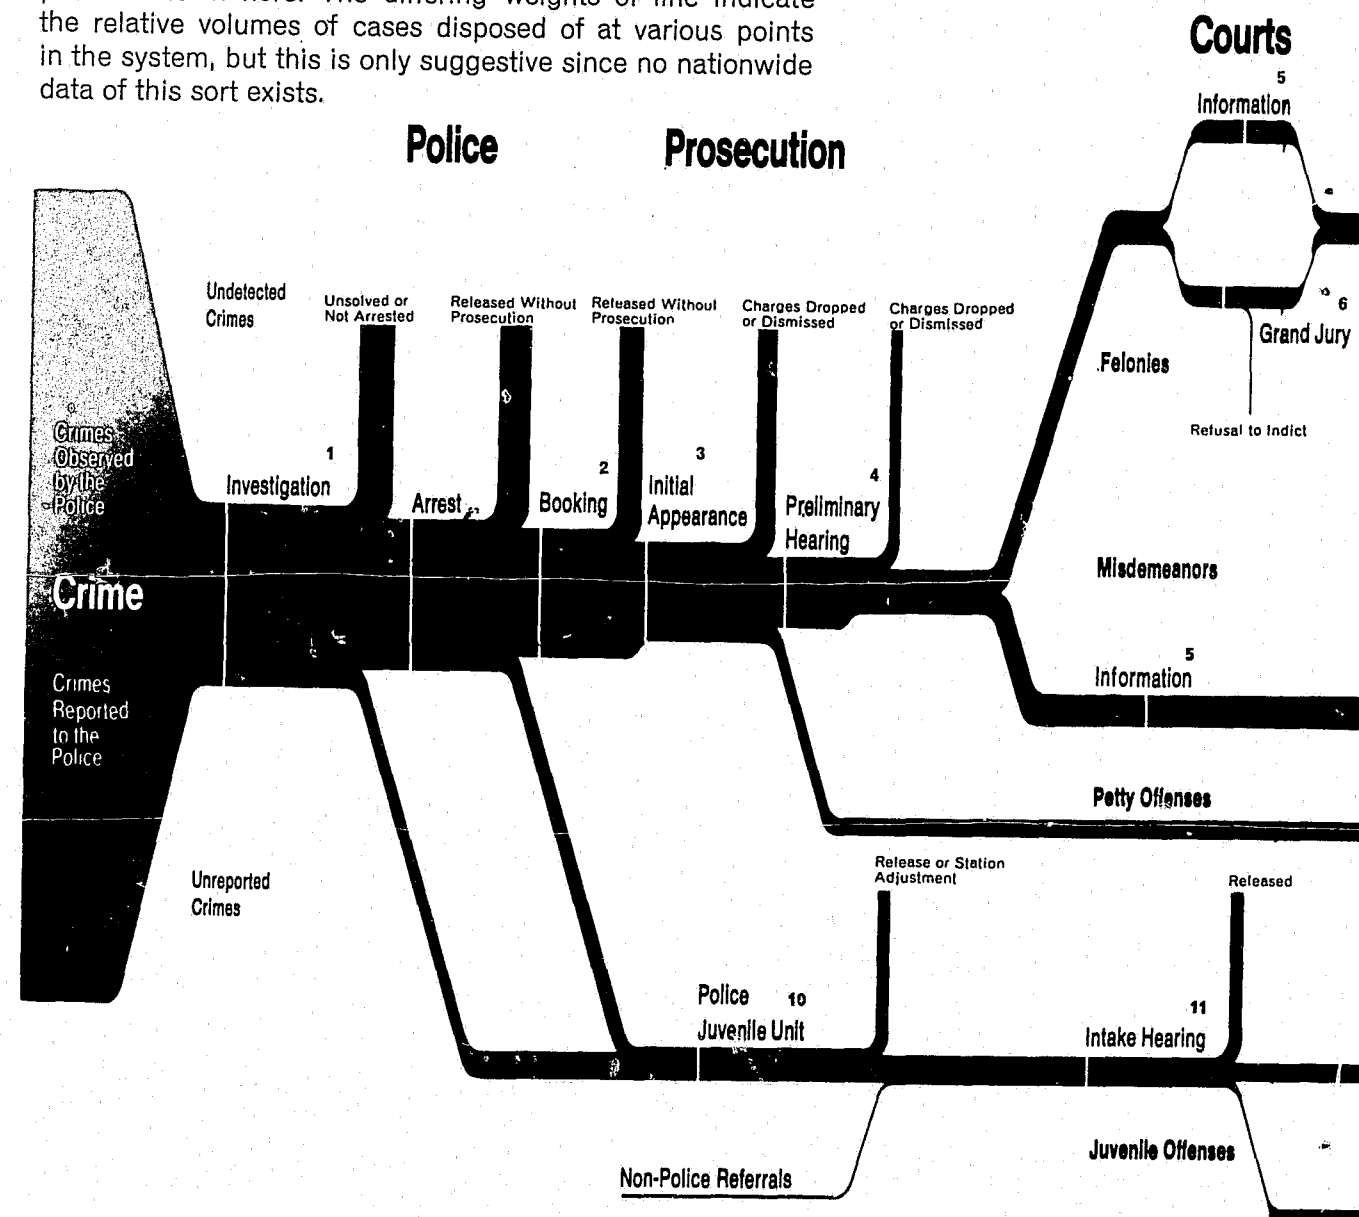 the relative volumes of cases disposed of at various points
in the system, but this is only suggestive since no nationwide
data of this sort exists.
Courts
5
Information
Police
Prosecution
6
Grand Jury
Refusal to Indict
Undetected
Crimes
Unsolved or
Not Arrested
Released Without
Prosecution
Released Without
Prosecution
Charges Dropped
or Dismissed
Charges Dropped
or Dismissed
Felonies
Crimes
Observed
by the
Police
1
Investigation
Arrest
2
Booking
3
Initial
Appearance
4
Preliminary
Hearing
Crime
Misdemeanors
Crimes
Reported
to the
Police
5
Information
Petty Offenses
Unreported
Crimes
Release or Station
Adjustment
Released
Police 10
Juvenile Unit
11
Intake Hearing
Non-Police Referrals
Juvenile Offenses